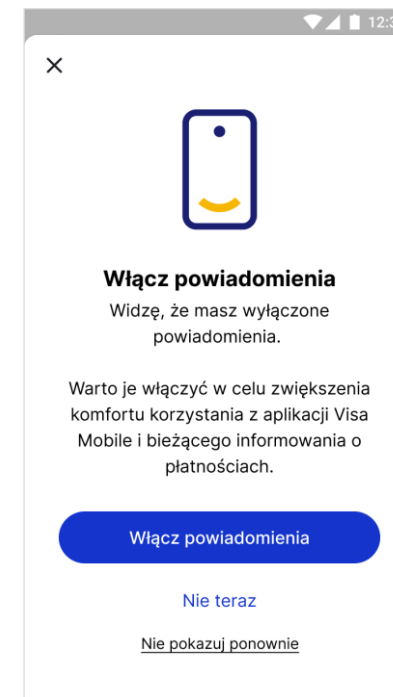 12:3
Włącz powiadomienia
Widzę, że masz wyłączone
powiadomienia.
Warto je włączyć w celu zwiększenia
komfortu korzystania z aplikacji Visa
Mobile i bieżącego informowania o
płatnościach.
Włącz powiadomienia
Nie teraz
Nie pokazuj ponownie